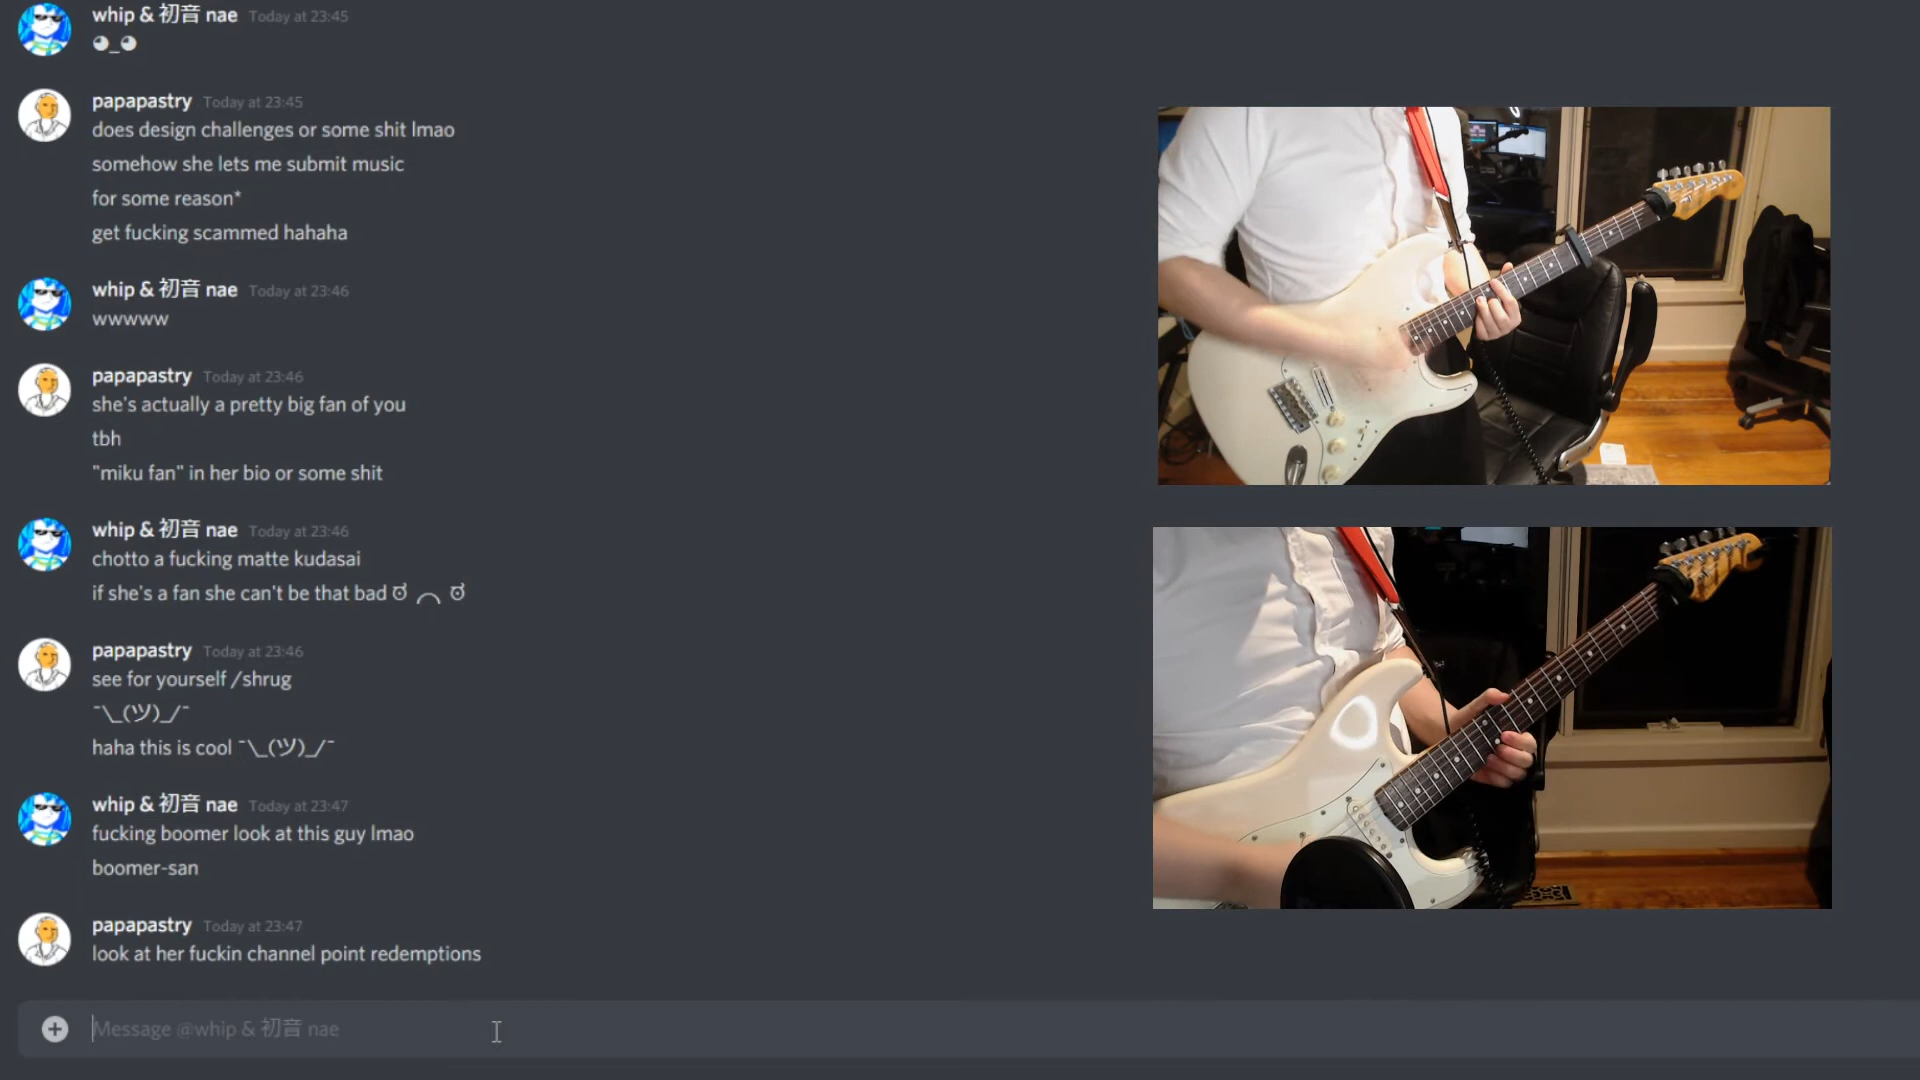 whip & 初音 nae Today at 23:45
◕_◕
papapastry Today at 23:45
does design challenges or some shit lmao
somehow she lets me submit music
for some reason*
get fucking scammed hahaha
whip & 初音 nae Today at 23:46
wwwww
papapastry Today at 23:46
she's actually a pretty big fan of you
tbh
"miku fan" in her bio or some shit
whip & 初音 nae Today at 23:46
chotto a fucking matte kudasai
if she's a fan she can't be that bad ಠ ︵ ಠ
papapastry Today at 23:46
see for yourself /shrug
¯\_(ツ)_/¯
haha this is cool ¯\_(ツ)_/¯
whip & 初音 nae Today at 23:47
fucking boomer look at this guy lmao
boomer-san
papapastry Today at 23:47
look at her fuckin channel point redemptions
Message @whip & 初音 nae